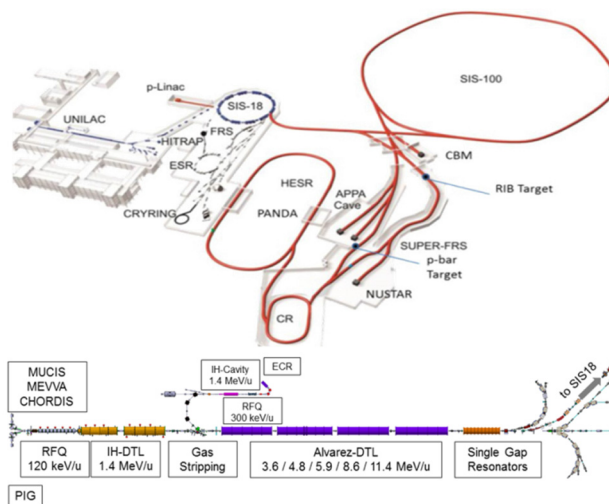 SIS-100
p-Linac
SIS-18
UNILAC
HITRAP
FRS
CBM
ESR
RIB Target
HESR
APPA
Cave
CRYRING
PANDA
SUPER-FRS
p-bar
Target
NUSTAR
CR
MUCIS
MEVVA
CHORDIS
IH-Cavity
1.4 MeV/u
ECR
RFQ
300 keV/u
to SIS18
RFQ
120 keV/u
IH-DTL
1.4 MeV/u
Gas
Stripping
Alvarez-DTL
3.6 / 4.8 / 5.9 / 8.6 / 11.4 MeV/u
Single Gap
Resonators
PIG